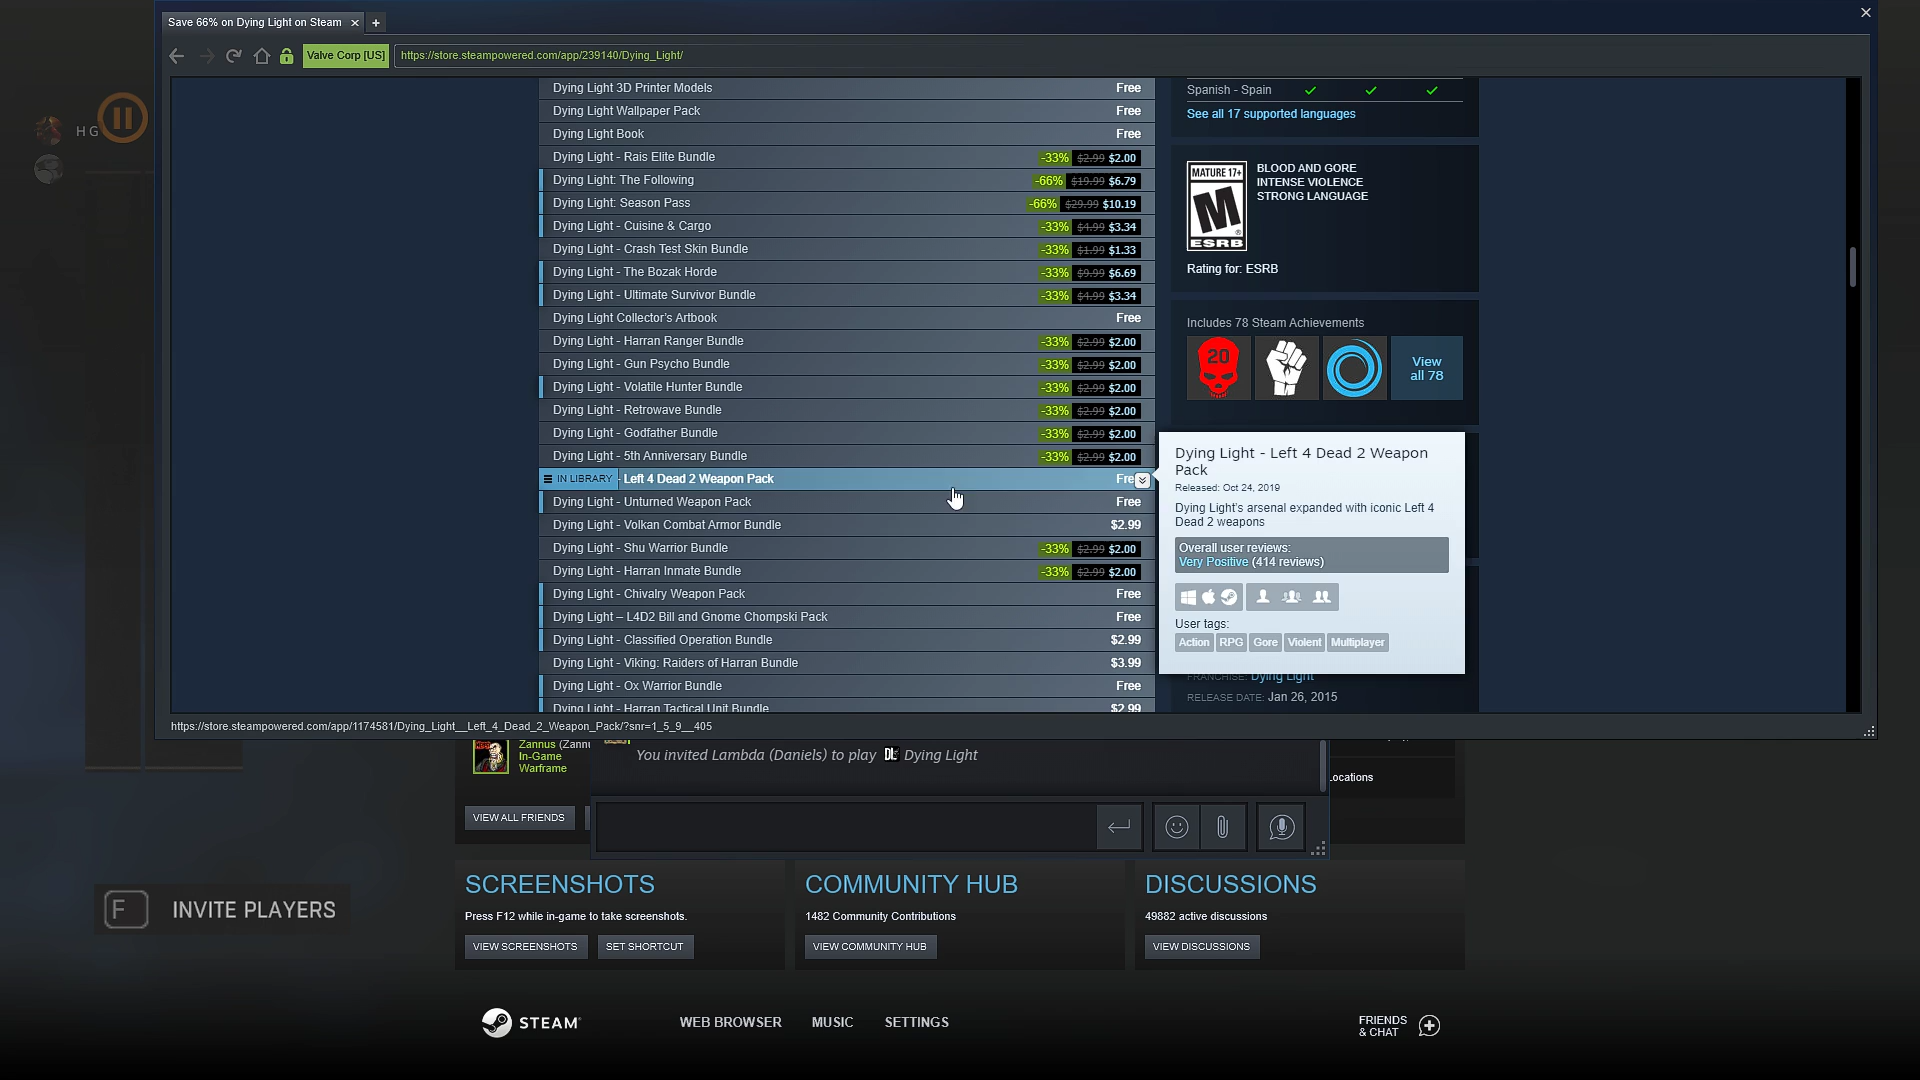 Save 66% on Dying Light on Steam
Valve Corp [US]
https://store.steampowered.com/app/239140/Dying_Light/
Dying Light 3D Printer Models Free
Dying Light Wallpaper Pack Free
Dying Light Book Free
Dying Light - Rais Elite Bundle -33% $2.99 $2.00
Dying Light: The Following -66% $19.99 $6.79
Dying Light: Season Pass -66% $29.99 $10.19
Dying Light - Cuisine & Cargo -33% $4.99 $3.34
Dying Light - Crash Test Skin Bundle -33% $1.99 $1.33
Dying Light - The Bozak Horde -33% $9.99 $6.69
Dying Light - Ultimate Survivor Bundle -33% $4.99 $3.34
Dying Light Collector's Artbook Free
Dying Light - Harran Ranger Bundle -33% $2.99 $2.00
Dying Light - Gun Psycho Bundle -33% $2.99 $2.00
Dying Light - Volatile Hunter Bundle -33% $2.99 $2.00
Dying Light - Retrowave Bundle -33% $2.99 $2.00
Dying Light - Godfather Bundle -33% $2.99 $2.00
Dying Light - 5th Anniversary Bundle -33% $2.99 $2.00
IN LIBRARY - Left 4 Dead 2 Weapon Pack Fre
Dying Light - Unturned Weapon Pack Free
Dying Light - Volkan Combat Armor Bundle $2.99
Dying Light - Shu Warrior Bundle -33% $2.99 $2.00
Dying Light - Harran Inmate Bundle -33% $2.99 $2.00
Dying Light - Chivalry Weapon Pack Free
Dying Light – L4D2 Bill and Gnome Chompski Pack Free
Dying Light - Classified Operation Bundle $2.99
Dying Light - Viking: Raiders of Harran Bundle $3.99
Dying Light - Ox Warrior Bundle Free
Dying Light - Harran Tactical Unit Bundle $2.99
Spanish - Spain
See all 17 supported languages
MATURE 17+
M
ESRB
BLOOD AND GORE
INTENSE VIOLENCE
STRONG LANGUAGE
Rating for: ESRB
Includes 78 Steam Achievements
20
View
all 78
Dying Light - Left 4 Dead 2 Weapon
Pack
Released: Oct 24, 2019
Dying Light's arsenal expanded with iconic Left 4
Dead 2 weapons
Overall user reviews:
Very Positive (414 reviews)
User tags:
Action RPG Gore Violent Multiplayer
FRANCHISE: Dying Light
RELEASE DATE: Jan 26, 2015
https://store.steampowered.com/app/1174581/Dying_Light__Left_4_Dead_2_Weapon_Pack/?snr=1_5_9__405
H G
Zannus (Zannu
In-Game
Warframe
You invited Lambda (Daniels) to play DL Dying Light
Locations
VIEW ALL FRIENDS
F INVITE PLAYERS
SCREENSHOTS
Press F12 while in-game to take screenshots.
VIEW SCREENSHOTS SET SHORTCUT
COMMUNITY HUB
1482 Community Contributions
VIEW COMMUNITY HUB
DISCUSSIONS
49882 active discussions
VIEW DISCUSSIONS
STEAM
WEB BROWSER MUSIC SETTINGS
FRIENDS
& CHAT